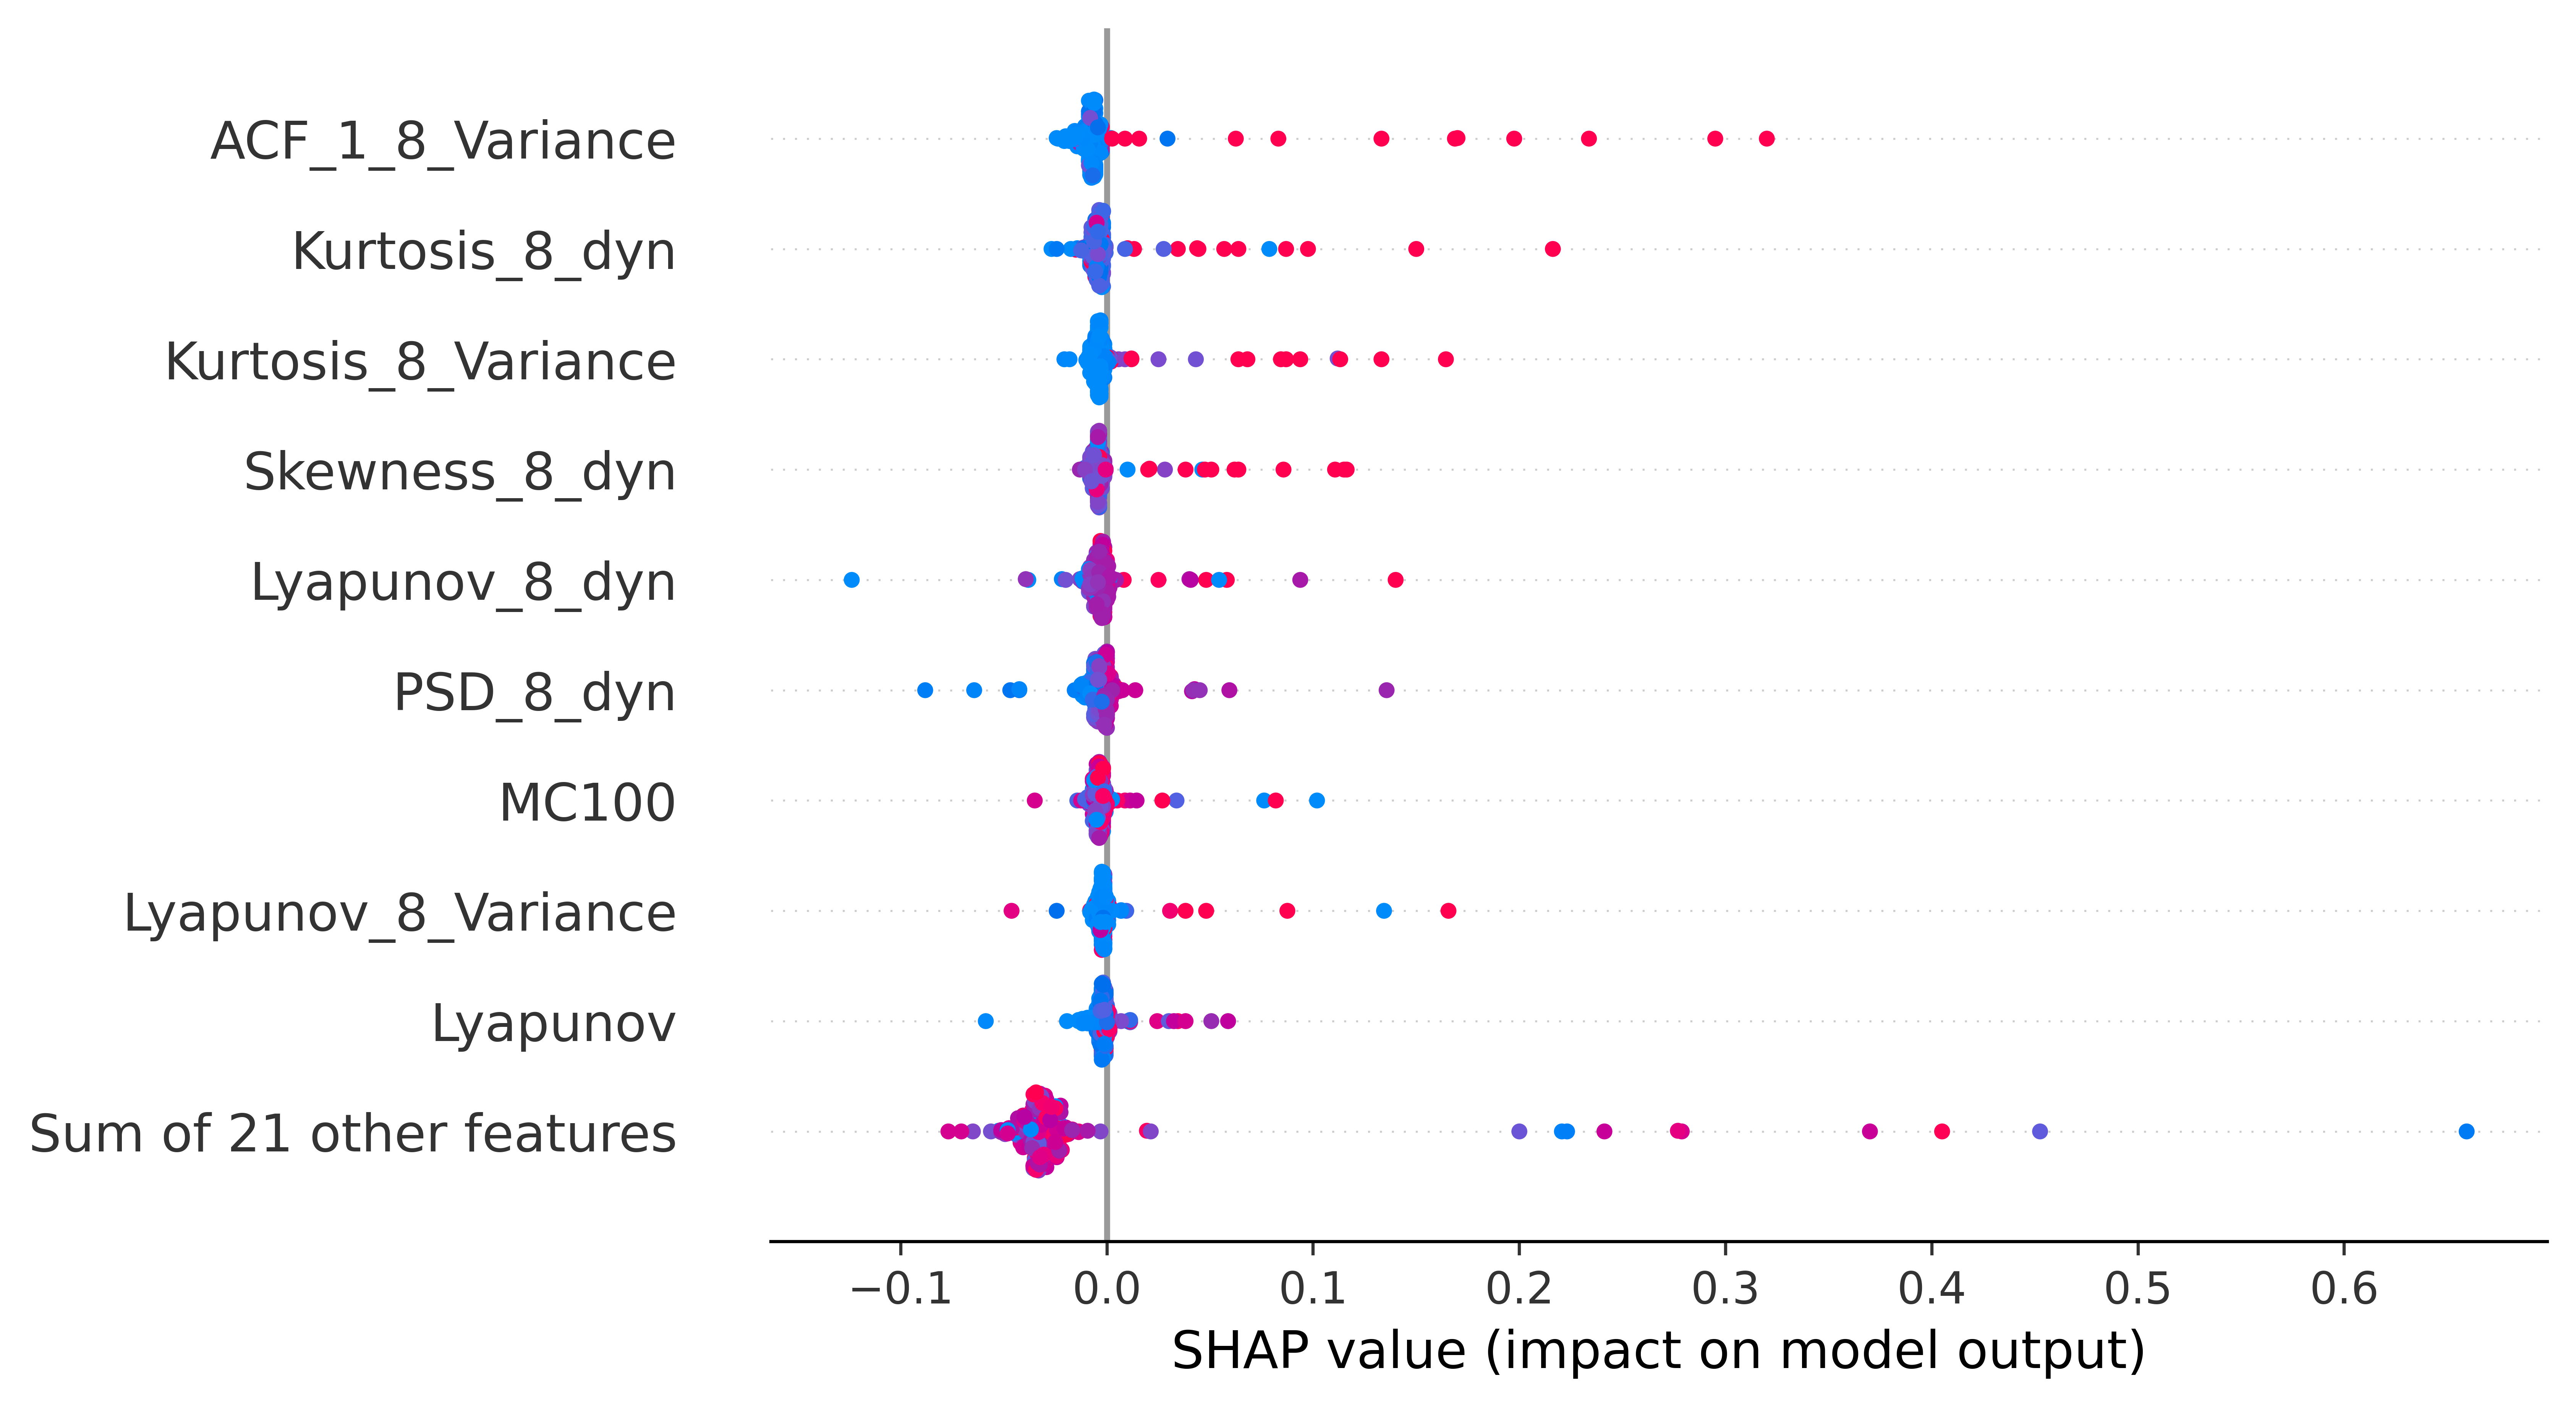 ACF_1_8_Variance
Kurtosis_8_dyn
Kurtosis_8_Variance
Skewness_8_dyn
Lyapunov_8_dyn
PSD_8_dyn
MC100
Lyapunov_8_Variance
Lyapunov
Sum of 21 other features
−0.1 0.0 0.1 0.2 0.3 0.4 0.5 0.6
SHAP value (impact on model output)